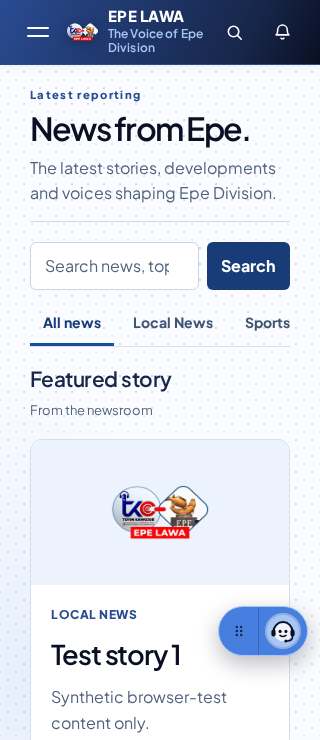 EPE LAWA
The Voice of Epe
Division
Latest reporting
News from Epe.
The latest stories, developments
and voices shaping Epe Division.
Search news, top
Search
All news
Local News
Sports
Featured story
From the newsroom
EPE
EPE LAWA
LOCAL NEWS
Test story 1
Synthetic browser-test
content only.